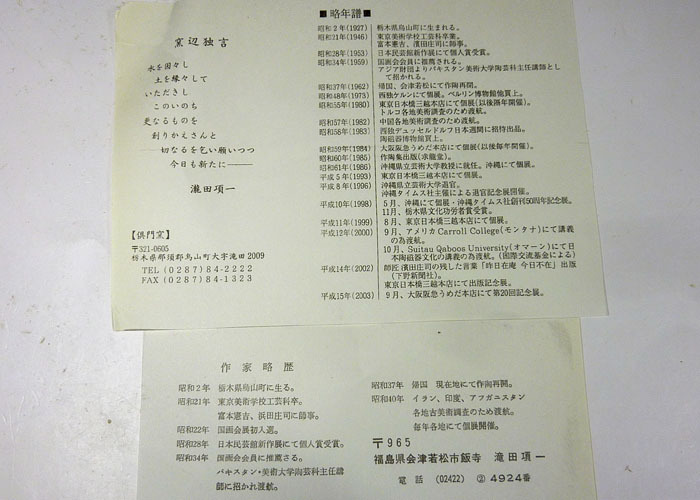 窯辺独言
水を因々し
土を縁々して
いただきし
このいのち
更なるものを
創りかえさんと
切なるを乞い願いつつ
今日も新たに――
瀧田項一
【倶門窯】
〒321-0605
栃木県那須郡烏山町大字滝田2009
TEL (0287)84-2222
FAX (0287)84-1323
■略年譜■
昭和2年(1927) 栃木県烏山町に生まれる。
昭和21年(1946) 東京美術学校工芸科卒業。
富本憲吉、濱田庄司に師事。
昭和28年(1953) 日本民芸館新作展にて個人賞受賞。
昭和34年(1959) 国画会会員に推薦される。
アジア財団よりパキスタン美術大学陶芸科主任講師として招かれる。
昭和37年(1962) 帰国、会津若松にて作陶再開。
昭和48年(1973) 西独ケルンにて個展。ベルリン博物館他買上。
昭和55年(1980) 東京日本橋三越本店にて個展(以後隔年開催)。
トルコ各地美術調査のため渡航。
昭和57年(1982) 中国各地美術調査のため渡航。
昭和58年(1983) 西独デュッセルドルフ日本週間に招待出品。
陶磁器博物館買上。
昭和59年(1984) 大阪阪急うめだ本店にて個展(以後毎年開催)。
昭和60年(1985) 作陶集出版(求龍堂)。
昭和61年(1986) 沖縄県立芸術大学教授に就任。沖縄にて個展。
平成5年(1993) 東京日本橋三越本店にて個展。
平成8年(1996) 沖縄県立芸術大学退官。
沖縄タイムス社主催による退官記念展開催。
平成10年(1998) 5月、沖縄にて個展・沖縄タイムス社創刊50周年記念展。
11月、栃木県文化功労者賞受賞。
平成11年(1999) 8月、東京日本橋三越本店にて個展。
平成12年(2000) 9月、アメリカCarroll College(モンタナ)にて講義の為渡航。
10月、Suitau Qaboos University(オマーン)にて日本陶磁器文化の講義の為渡航。(国際交流基金による)
平成14年(2002) 師匠 濱田庄司の残した言葉「昨日在庵 今日不在」出版(下野新聞社)。
東京日本橋三越本店にて出版記念展。
平成15年(2003) 9月、大阪阪急うめだ本店にて第20回記念展。
作家略歴
昭和2年 栃木県烏山町に生る。
昭和21年 東京美術学校工芸科卒。
富本憲吉、浜田庄司に師事。
昭和22年 国画会展初入選。
昭和28年 日本民芸館新作展にて個人賞受賞。
昭和34年 国画会会員に推薦さる。
パキスタン・美術大学陶芸科主任講
師に招かれ渡航。
昭和37年 帰国 現在地にて作陶再開。
昭和40年 イラン、印度、アフガニスタン
各地古美術調査のため渡航。
毎年各地にて個展開催。
〒965
福島県会津若松市飯寺 滝田項一
電話 (02422) ② 4924番